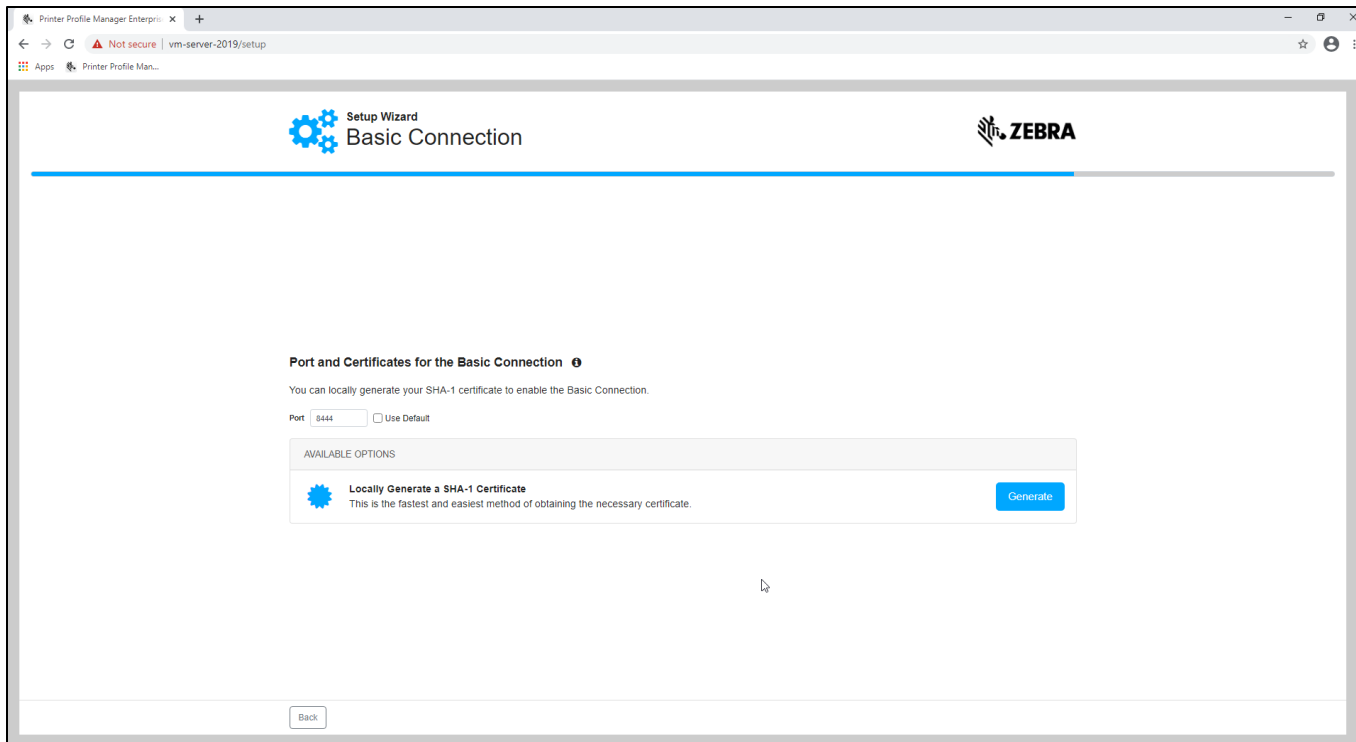 Printer Profile Manager Enterpris
Not secure | vm-server-2019/setup
Apps Printer Profile Man...
Setup Wizard
Basic Connection
ZEBRA
Port and Certificates for the Basic Connection
You can locally generate your SHA-1 certificate to enable the Basic Connection.
Port 8444 Use Default
AVAILABLE OPTIONS
Locally Generate a SHA-1 Certificate
This is the fastest and easiest method of obtaining the necessary certificate.
Generate
Back